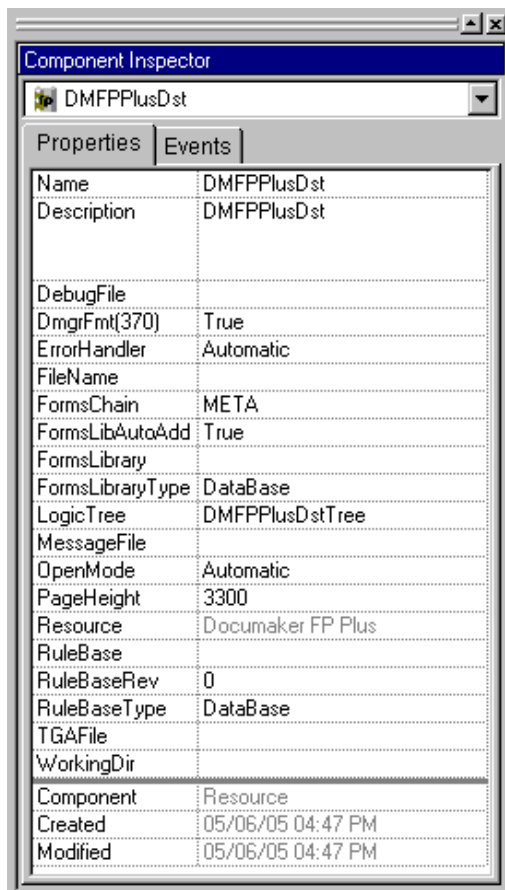 Component Inspector
DMFPPlusDst
Properties Events
Name DMFPPlusDst
Description DMFPPlusDst
DebugFile
DmgrFmt(370) True
ErrorHandler Automatic
FileName
FormsChain META
FormsLibAutoAdd True
FormsLibrary
FormsLibraryType DataBase
LogicTree DMFPPlusDstTree
MessageFile
OpenMode Automatic
PageHeight 3300
Resource Documaker FP Plus
RuleBase
RuleBaseRev 0
RuleBaseType DataBase
TGAFile
WorkingDir
Component Resource
Created 05/06/05 04:47 PM
Modified 05/06/05 04:47 PM